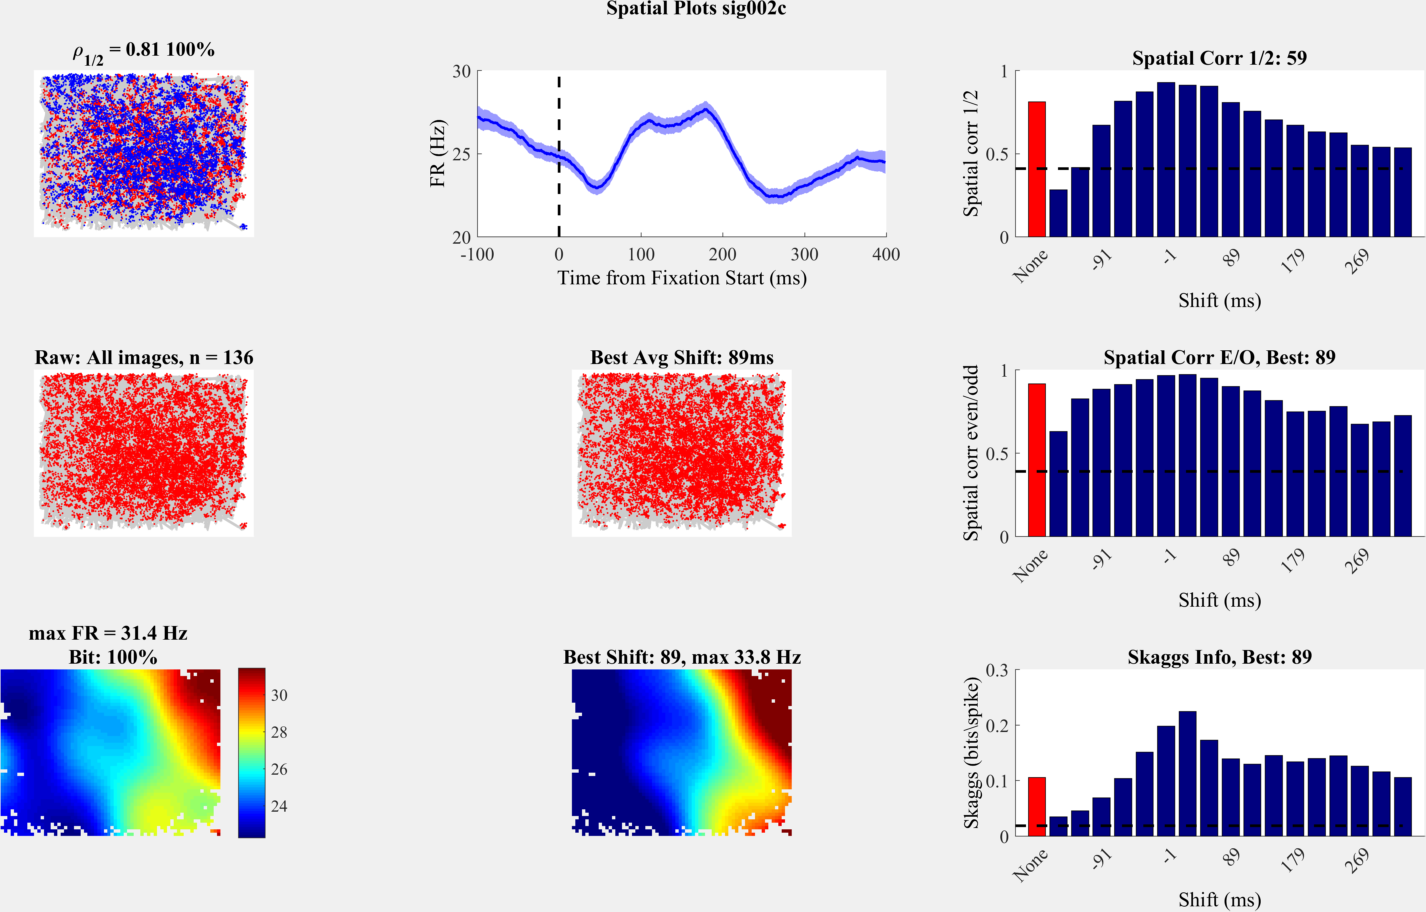 Spatial Plots sig002c
ρ1/2 = 0.81 100%
30
25
20
FR (Hz)
-100 0 100 200 300 400
Time from Fixation Start (ms)
Spatial Corr 1/2: 59
1
0.5
0
Spatial corr 1/2
None -91 -1 89 179 269
Shift (ms)
Raw: All images, n = 136
Best Avg Shift: 89ms
Spatial Corr E/O, Best: 89
1
0.5
0
Spatial corr even/odd
None -91 -1 89 179 269
Shift (ms)
max FR = 31.4 Hz
Bit: 100%
30
28
26
24
Best Shift: 89, max 33.8 Hz
Skaggs Info, Best: 89
0.3
0.2
0.1
0
Skaggs (bits\spike)
None -91 -1 89 179 269
Shift (ms)